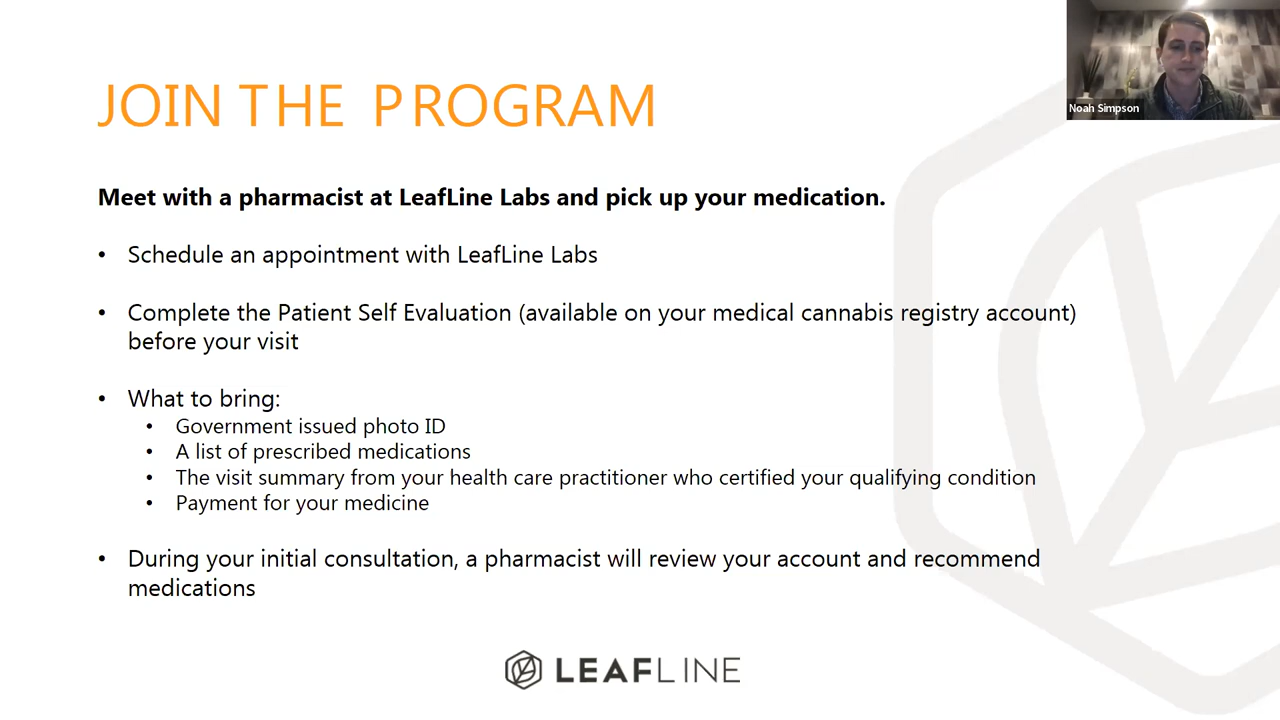 JOIN THE PROGRAM
Noah Simpson
Meet with a pharmacist at LeafLine Labs and pick up your medication.
• Schedule an appointment with LeafLine Labs
• Complete the Patient Self Evaluation (available on your medical cannabis registry account)
before your visit
• What to bring:
• Government issued photo ID
• A list of prescribed medications
• The visit summary from your health care practitioner who certified your qualifying condition
• Payment for your medicine
• During your initial consultation, a pharmacist will review your account and recommend
medications
LEAFLINE